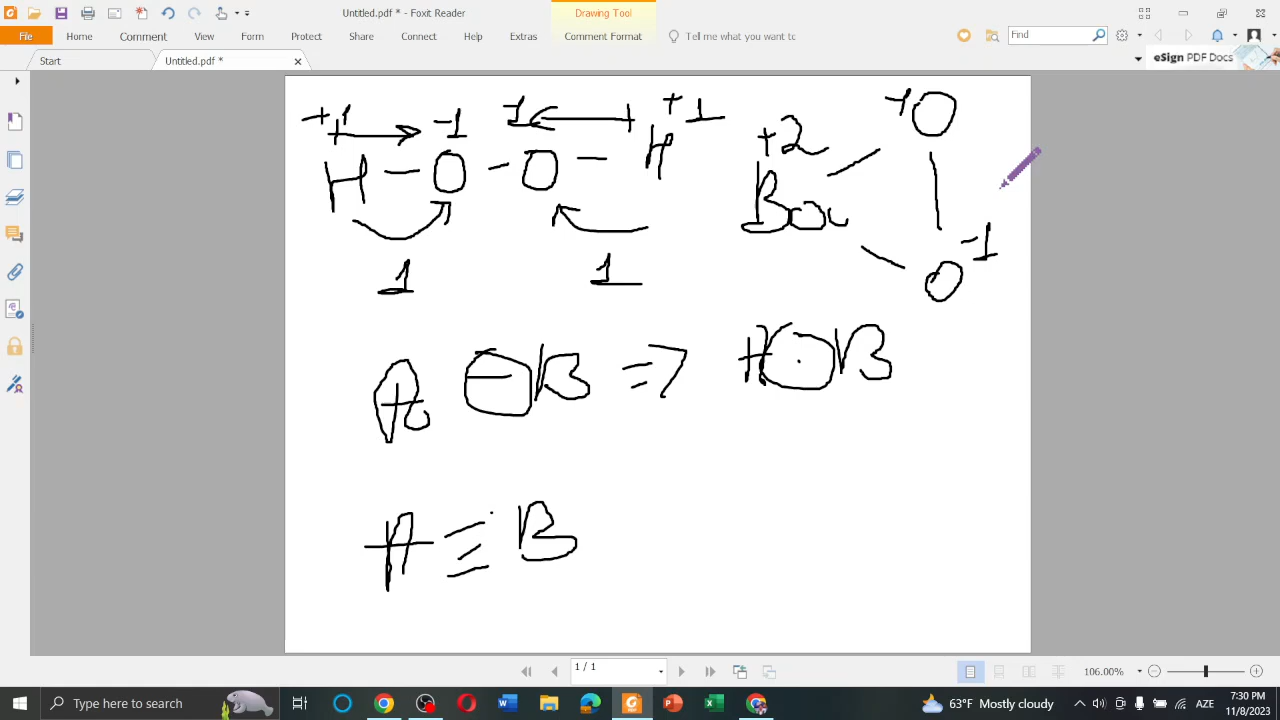 Untitled.pdf * - Foxit Reader
Drawing Tool
File
Home
Comment
View
Form
Protect
Share
Connect
Help
Extras
Comment Format
Tell me what you want tc
Find
Start
Untitled.pdf *
eSign PDF Docs
+1 -1 1 +1
H - O - O - H
1 1
+2
O
O -1
B => B
A ≡ B
1 / 1
106.00%
Type here to search
63°F Mostly cloudy
AZE
7:30 PM
11/8/2023